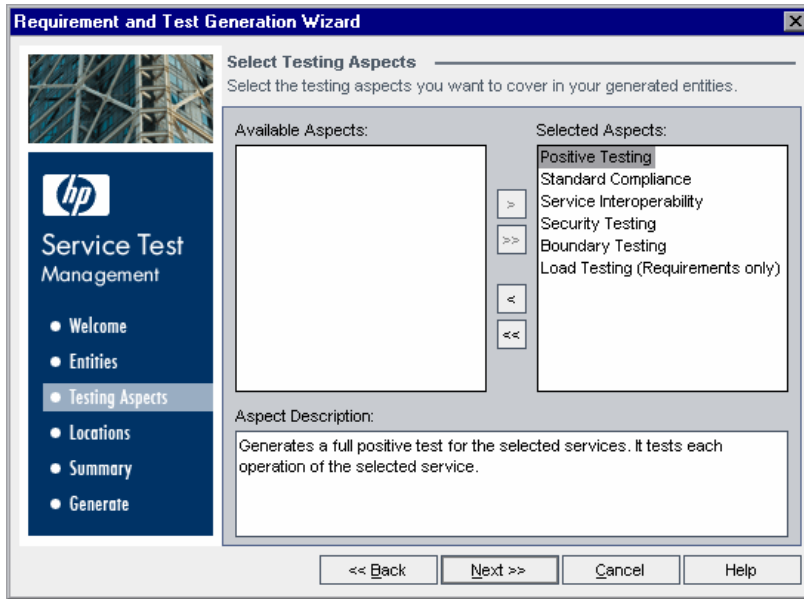 Requirement and Test Generation Wizard
Select Testing Aspects
Select the testing aspects you want to cover in your generated entities.
hp
Service Test
Management
Welcome
Entities
Testing Aspects
Locations
Summary
Generate
Available Aspects:
Selected Aspects:
Positive Testing
Standard Compliance
Service Interoperability
Security Testing
Boundary Testing
Load Testing (Requirements only)
>
>>
<
<<
Aspect Description:
Generates a full positive test for the selected services. It tests each
operation of the selected service.
<< Back
Next >>
Cancel
Help